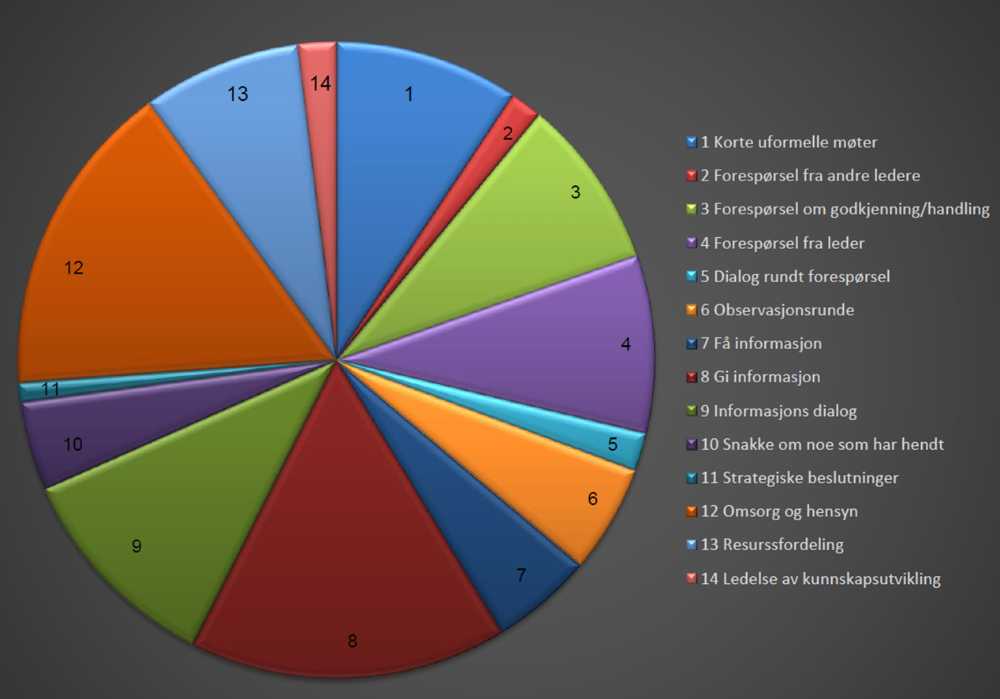 1
2
3
4
5
6
7
8
9
10
11
12
13
14
1 Korte uformelle møter
2 Forespørsel fra andre ledere
3 Forespørsel om godkjenning/handling
4 Forespørsel fra leder
5 Dialog rundt forespørsel
6 Observasjonsrunde
7 Få informasjon
8 Gi informasjon
9 Informasjons dialog
10 Snakke om noe som har hendt
11 Strategiske beslutninger
12 Omsorg og hensyn
13 Resurssfordeling
14 Ledelse av kunnskapsutvikling